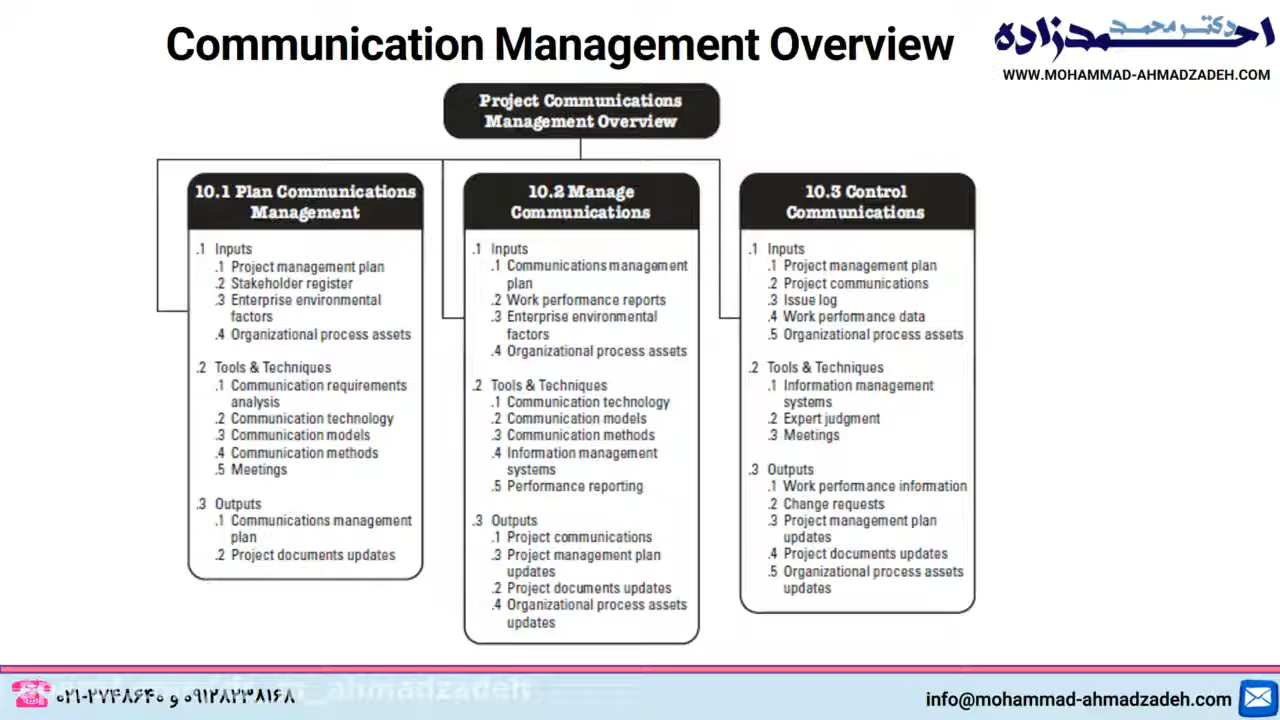 Communication Management Overview
دکتر محمد
احمدزاده
WWW.MOHAMMAD-AHMADZADEH.COM
Project Communications
Management Overview
10.1 Plan Communications
Management
.1 Inputs
.1 Project management plan
.2 Stakeholder register
.3 Enterprise environmental
factors
.4 Organizational process assets
.2 Tools & Techniques
.1 Communication requirements
analysis
.2 Communication technology
.3 Communication models
.4 Communication methods
.5 Meetings
.3 Outputs
.1 Communications management
plan
.2 Project documents updates
10.2 Manage
Communications
.1 Inputs
.1 Communications management
plan
.2 Work performance reports
.3 Enterprise environmental
factors
.4 Organizational process assets
.2 Tools & Techniques
.1 Communication technology
.2 Communication models
.3 Communication methods
.4 Information management
systems
.5 Performance reporting
.3 Outputs
.1 Project communications
.3 Project management plan
updates
.2 Project documents updates
.4 Organizational process assets
updates
10.3 Control
Communications
.1 Inputs
.1 Project management plan
.2 Project communications
.3 Issue log
.4 Work performance data
.5 Organizational process assets
.2 Tools & Techniques
.1 Information management
systems
.2 Expert judgment
.3 Meetings
.3 Outputs
.1 Work performance information
.2 Change requests
.3 Project management plan
updates
.4 Project documents updates
.5 Organizational process assets
updates
۰۹۱۲۸۲۳۸۱۶۸ و ۰۲۱-۲۷۴۸۶۴۰
_ahmadzadeh
info@mohammad-ahmadzadeh.com